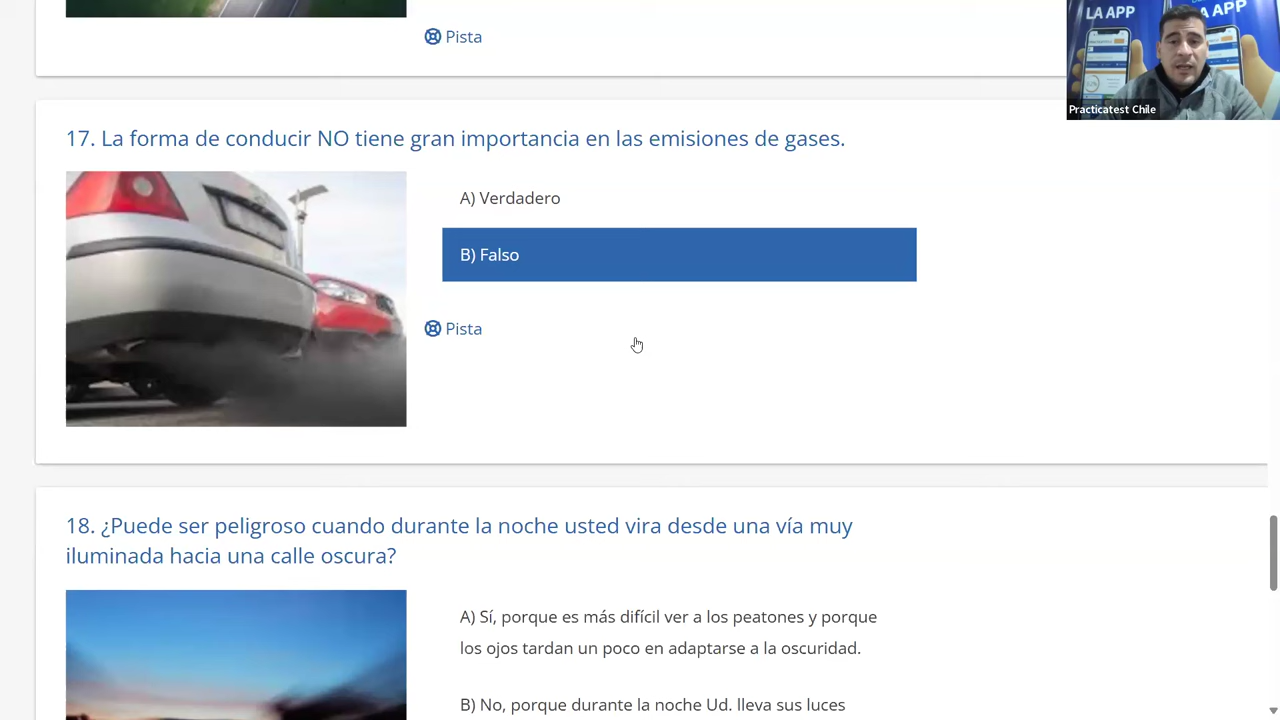 Pista
LA APP
A APP
Practicatest Chile
17. La forma de conducir NO tiene gran importancia en las emisiones de gases.
A) Verdadero
B) Falso
Pista
18. ¿Puede ser peligroso cuando durante la noche usted vira desde una vía muy
iluminada hacia una calle oscura?
A) Sí, porque es más difícil ver a los peatones y porque
los ojos tardan un poco en adaptarse a la oscuridad.
B) No, porque durante la noche Ud. lleva sus luces